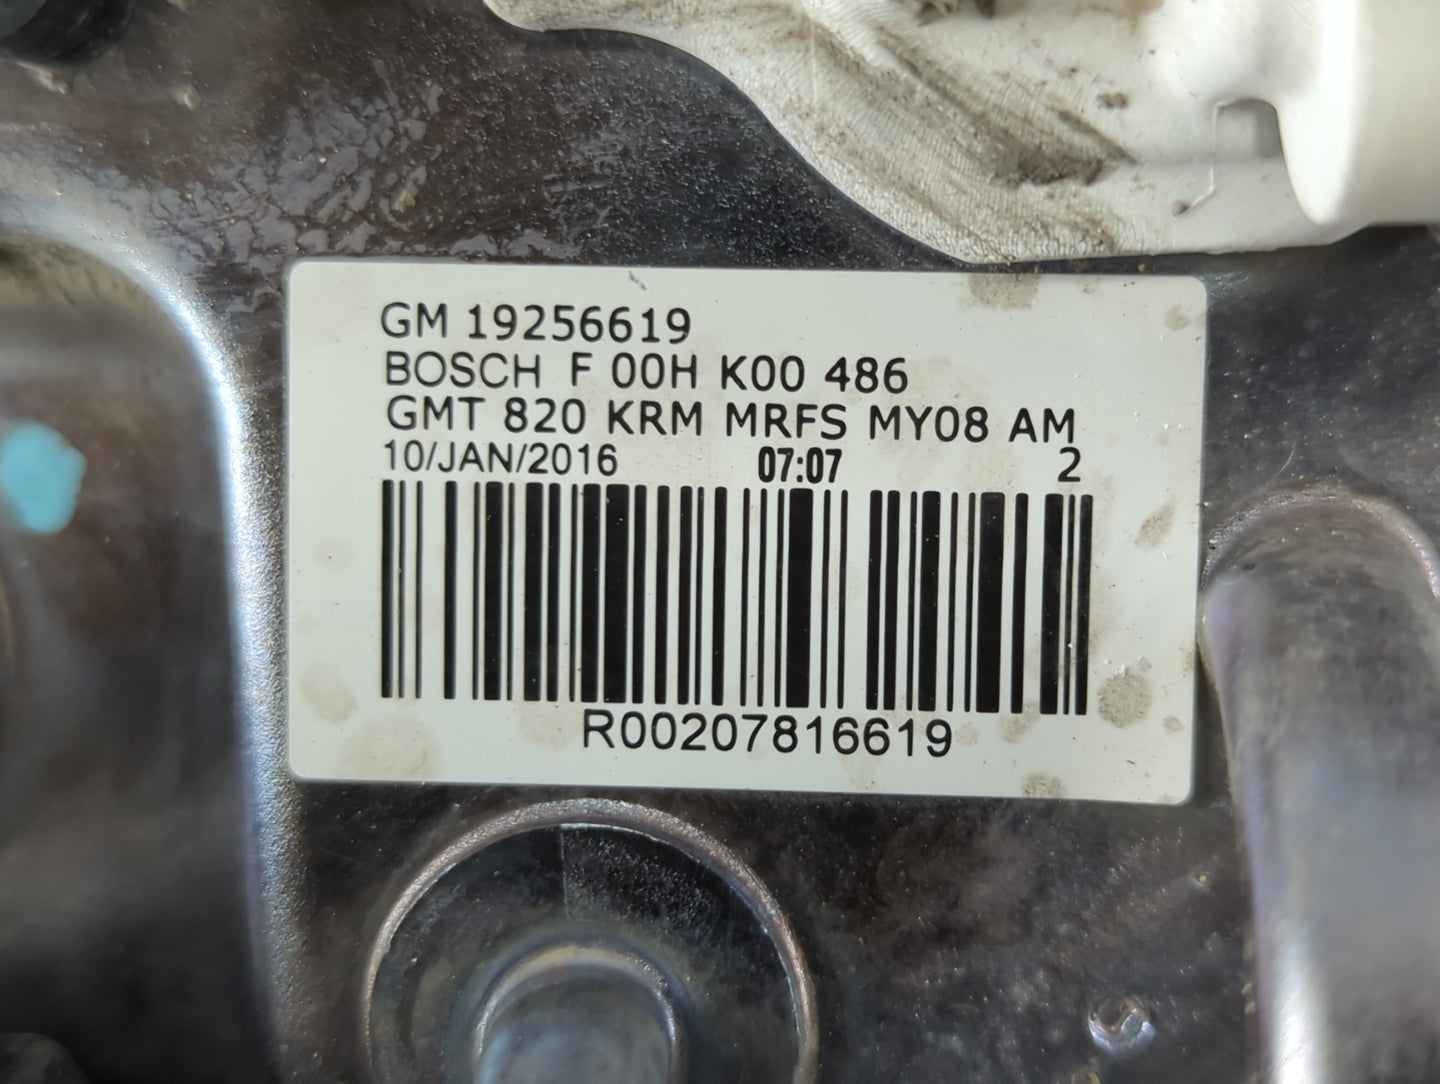 GM 19256619
BOSCH F 00H K00 486
GMT 820 KRM MRFS MY08 AM
10/JAN/2016 07:07 2
R00207816619